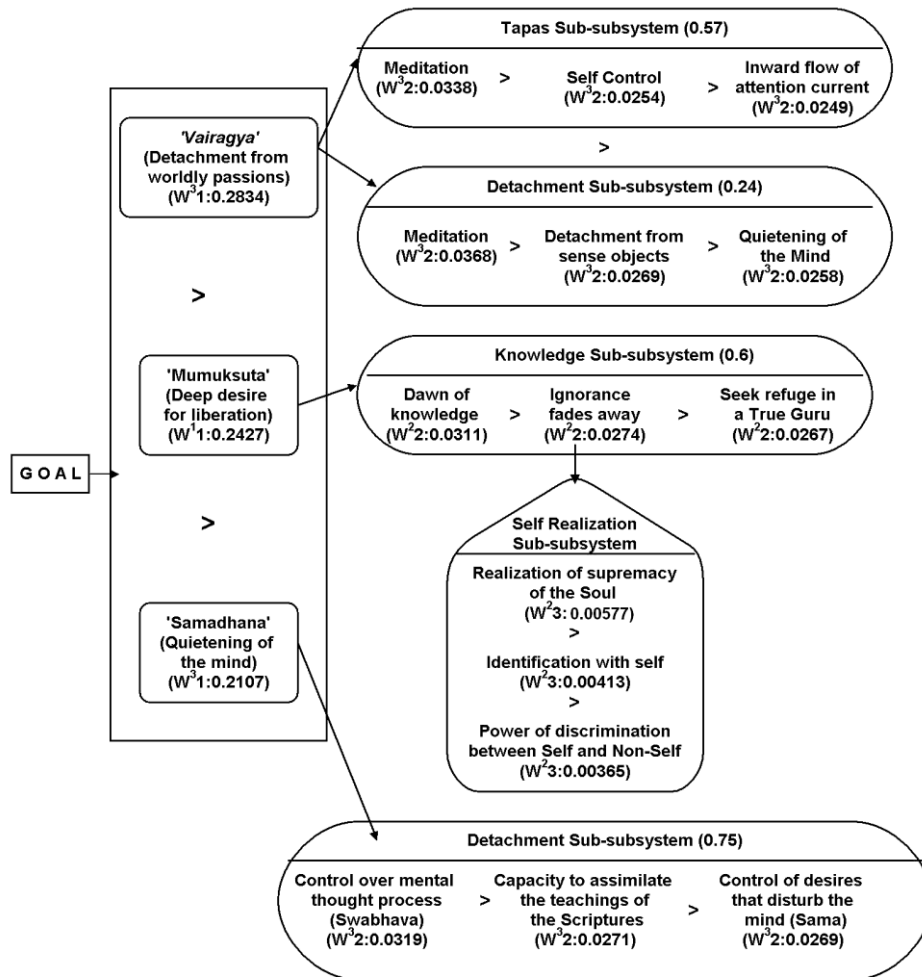 Tapas Sub-subsystem (0.57)
Meditation
(W³2:0.0338)
>
Self Control
(W³2:0.0254)
>
Inward flow of
attention current
(W³2:0.0249)
>
'Vairagya'
(Detachment from
worldly passions)
(W³1:0.2834)
Detachment Sub-subsystem (0.24)
Meditation
(W³2:0.0368)
>
Detachment from
sense objects
(W³2:0.0269)
>
Quietening of
the Mind
(W³2:0.0258)
>
'Mumuksuta'
(Deep desire
for liberation)
(W¹1:0.2427)
Knowledge Sub-subsystem (0.6)
Dawn of
knowledge
(W²2:0.0311)
>
Ignorance
fades away
(W²2:0.0274)
>
Seek refuge in
a True Guru
(W²2:0.0267)
G O A L
>
Self Realization
Sub-subsystem
Realization of supremacy
of the Soul
(W²3:0.00577)
>
Identification with self
(W²3:0.00413)
>
Power of discrimination
between Self and Non-Self
(W²3:0.00365)
'Samadhana'
(Quietening of
the mind)
(W³1:0.2107)
Detachment Sub-subsystem (0.75)
Control over mental
thought process
(Swabhava)
(W³2:0.0319)
>
Capacity to assimilate
the teachings of
the Scriptures
(W³2:0.0271)
>
Control of desires
that disturb the
mind (Sama)
(W³2:0.0269)